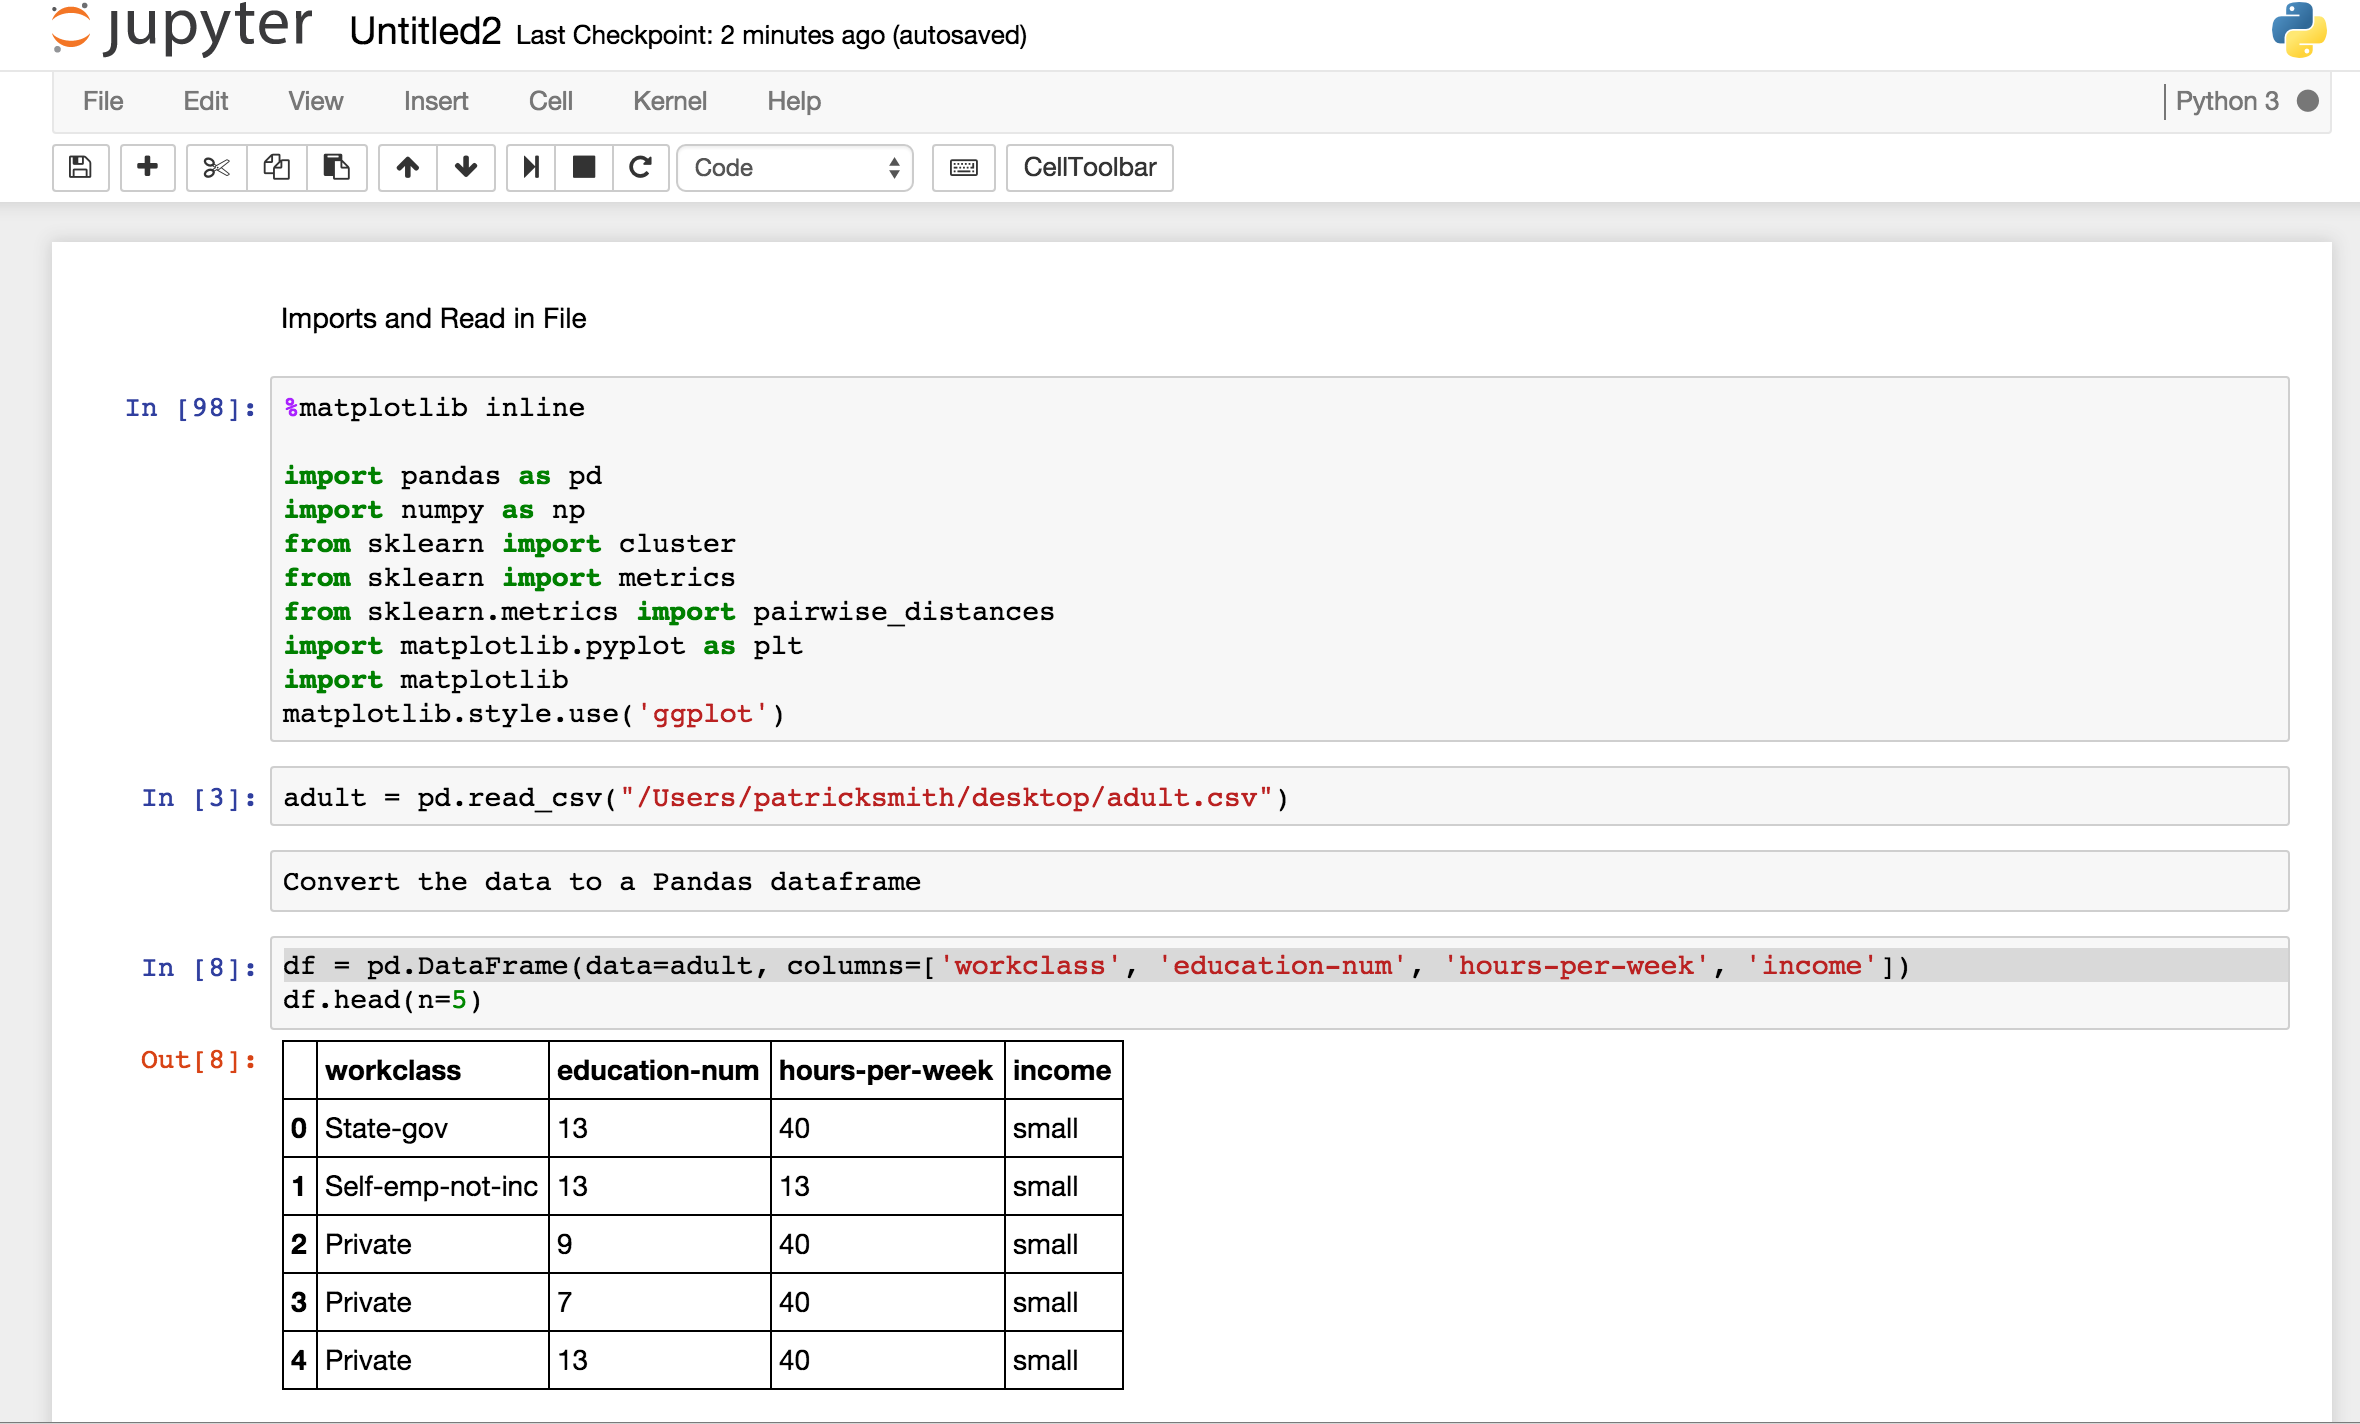 jupyter Untitled2 Last Checkpoint: 2 minutes ago (autosaved)
File Edit View Insert Cell Kernel Help Python 3
Code CellToolbar
Imports and Read in File
In [98]: %matplotlib inline
import pandas as pd
import numpy as np
from sklearn import cluster
from sklearn import metrics
from sklearn.metrics import pairwise_distances
import matplotlib.pyplot as plt
import matplotlib
matplotlib.style.use('ggplot')
In [3]: adult = pd.read_csv("/Users/patricksmith/desktop/adult.csv")
Convert the data to a Pandas dataframe
In [8]: df = pd.DataFrame(data=adult, columns=['workclass', 'education-num', 'hours-per-week', 'income'])
df.head(n=5)
Out[8]:
workclass education-num hours-per-week income
0 State-gov 13 40 small
1 Self-emp-not-inc 13 13 small
2 Private 9 40 small
3 Private 7 40 small
4 Private 13 40 small